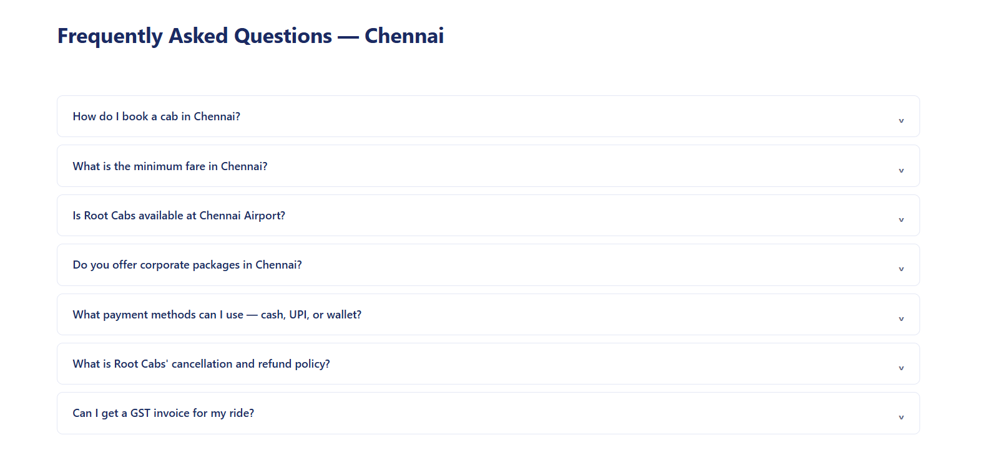 Frequently Asked Questions — Chennai
How do I book a cab in Chennai?
What is the minimum fare in Chennai?
Is Root Cabs available at Chennai Airport?
Do you offer corporate packages in Chennai?
What payment methods can I use — cash, UPI, or wallet?
What is Root Cabs' cancellation and refund policy?
Can I get a GST invoice for my ride?